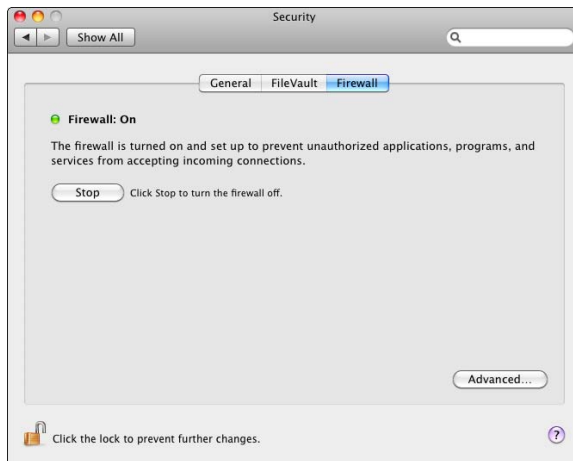 Security
Show All
General FileVault Firewall
Firewall: On
The firewall is turned on and set up to prevent unauthorized applications, programs, and
services from accepting incoming connections.
Stop Click Stop to turn the firewall off.
Advanced...
Click the lock to prevent further changes. ?